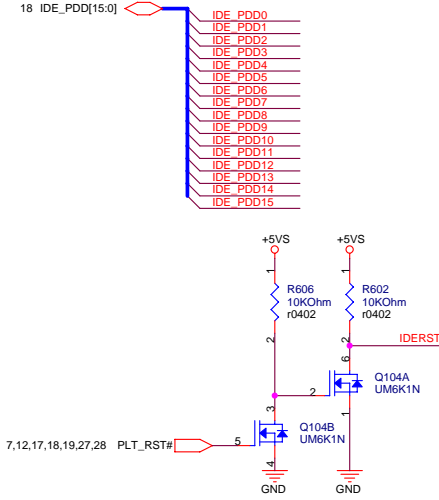 18 IDE_PDD[15:0]
IDE_PDD0
IDE_PDD1
IDE_PDD2
IDE_PDD3
IDE_PDD4
IDE_PDD5
IDE_PDD6
IDE_PDD7
IDE_PDD8
IDE_PDD9
IDE_PDD10
IDE_PDD11
IDE_PDD12
IDE_PDD13
IDE_PDD14
IDE_PDD15
+5VS +5VS
1 1
R606 R602
10KOhm 10KOhm
r0402 r0402
2 2 IDERST
6
2 Q104A
UM6K1N
3 1
Q104B
7,12,17,18,19,27,28 PLT_RST# 5 UM6K1N
4
GND GND